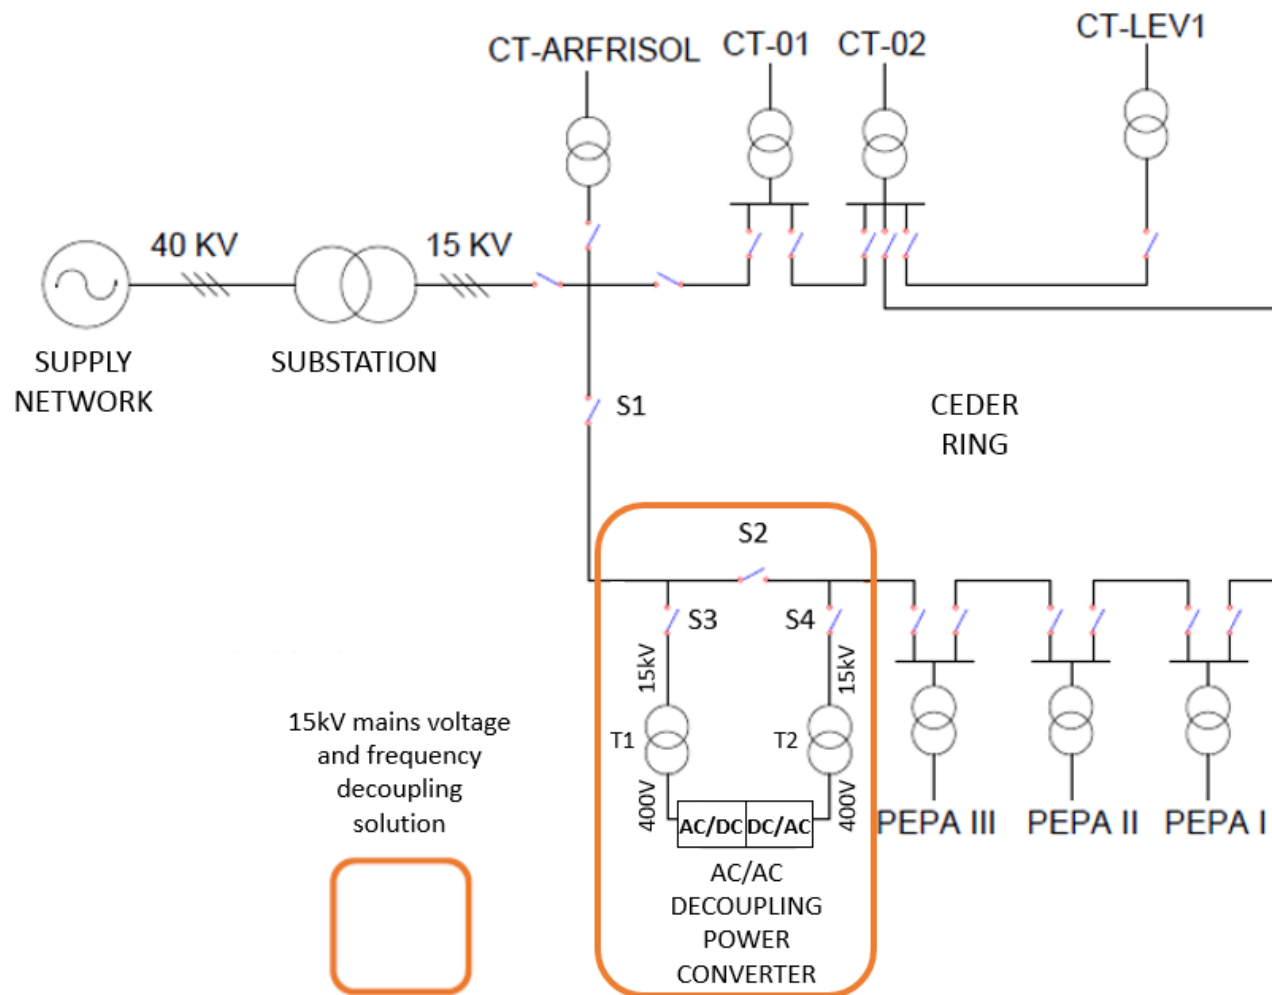 CT-ARFRISOL
CT-01
CT-02
CT-LEV1
40 KV
15 KV
SUPPLY
NETWORK
SUBSTATION
S1
CEDER
RING
S2
S3
S4
15kV
15kV
T1
T2
400V
400V
AC/DC
DC/AC
AC/AC
DECOUPLING
POWER
CONVERTER
PEPA III
PEPA II
PEPA I
15kV mains voltage
and frequency
decoupling
solution